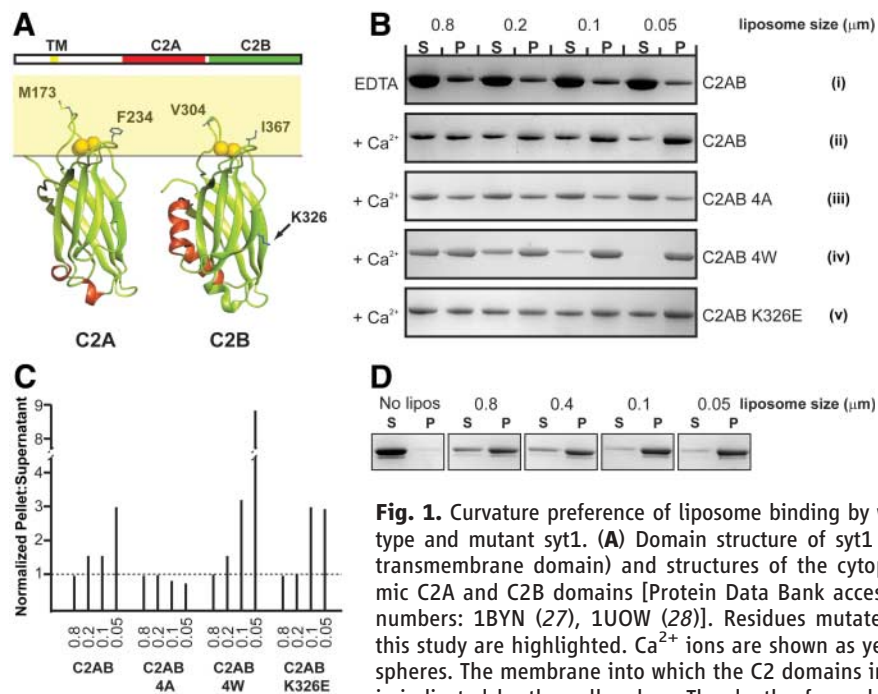 A
TM C2A C2B
M173
F234
V304
I367
K326
C2A C2B
B
0.8 0.2 0.1 0.05 liposome size (μm)
S P S P S P S P
EDTA C2AB (i)
+ Ca²⁺ C2AB (ii)
+ Ca²⁺ C2AB 4A (iii)
+ Ca²⁺ C2AB 4W (iv)
+ Ca²⁺ C2AB K326E (v)
C
Normalized Pellet:Supernatant
9
8
4
3
2
1
0.8 0.2 0.1 0.05 0.8 0.2 0.1 0.05 0.8 0.2 0.1 0.05 0.8 0.2 0.1 0.05
C2AB C2AB 4A C2AB 4W C2AB K326E
D
No lipos 0.8 0.4 0.1 0.05 liposome size (μm)
S P S P S P S P S P
Fig. 1. Curvature preference of liposome binding by
type and mutant syt1. (A) Domain structure of syt1
transmembrane domain) and structures of the cytop
mic C2A and C2B domains [Protein Data Bank acces
numbers: 1BYN (27), 1UOW (28)]. Residues mutate
this study are highlighted. Ca²⁺ ions are shown as ye
spheres. The membrane into which the C2 domains in